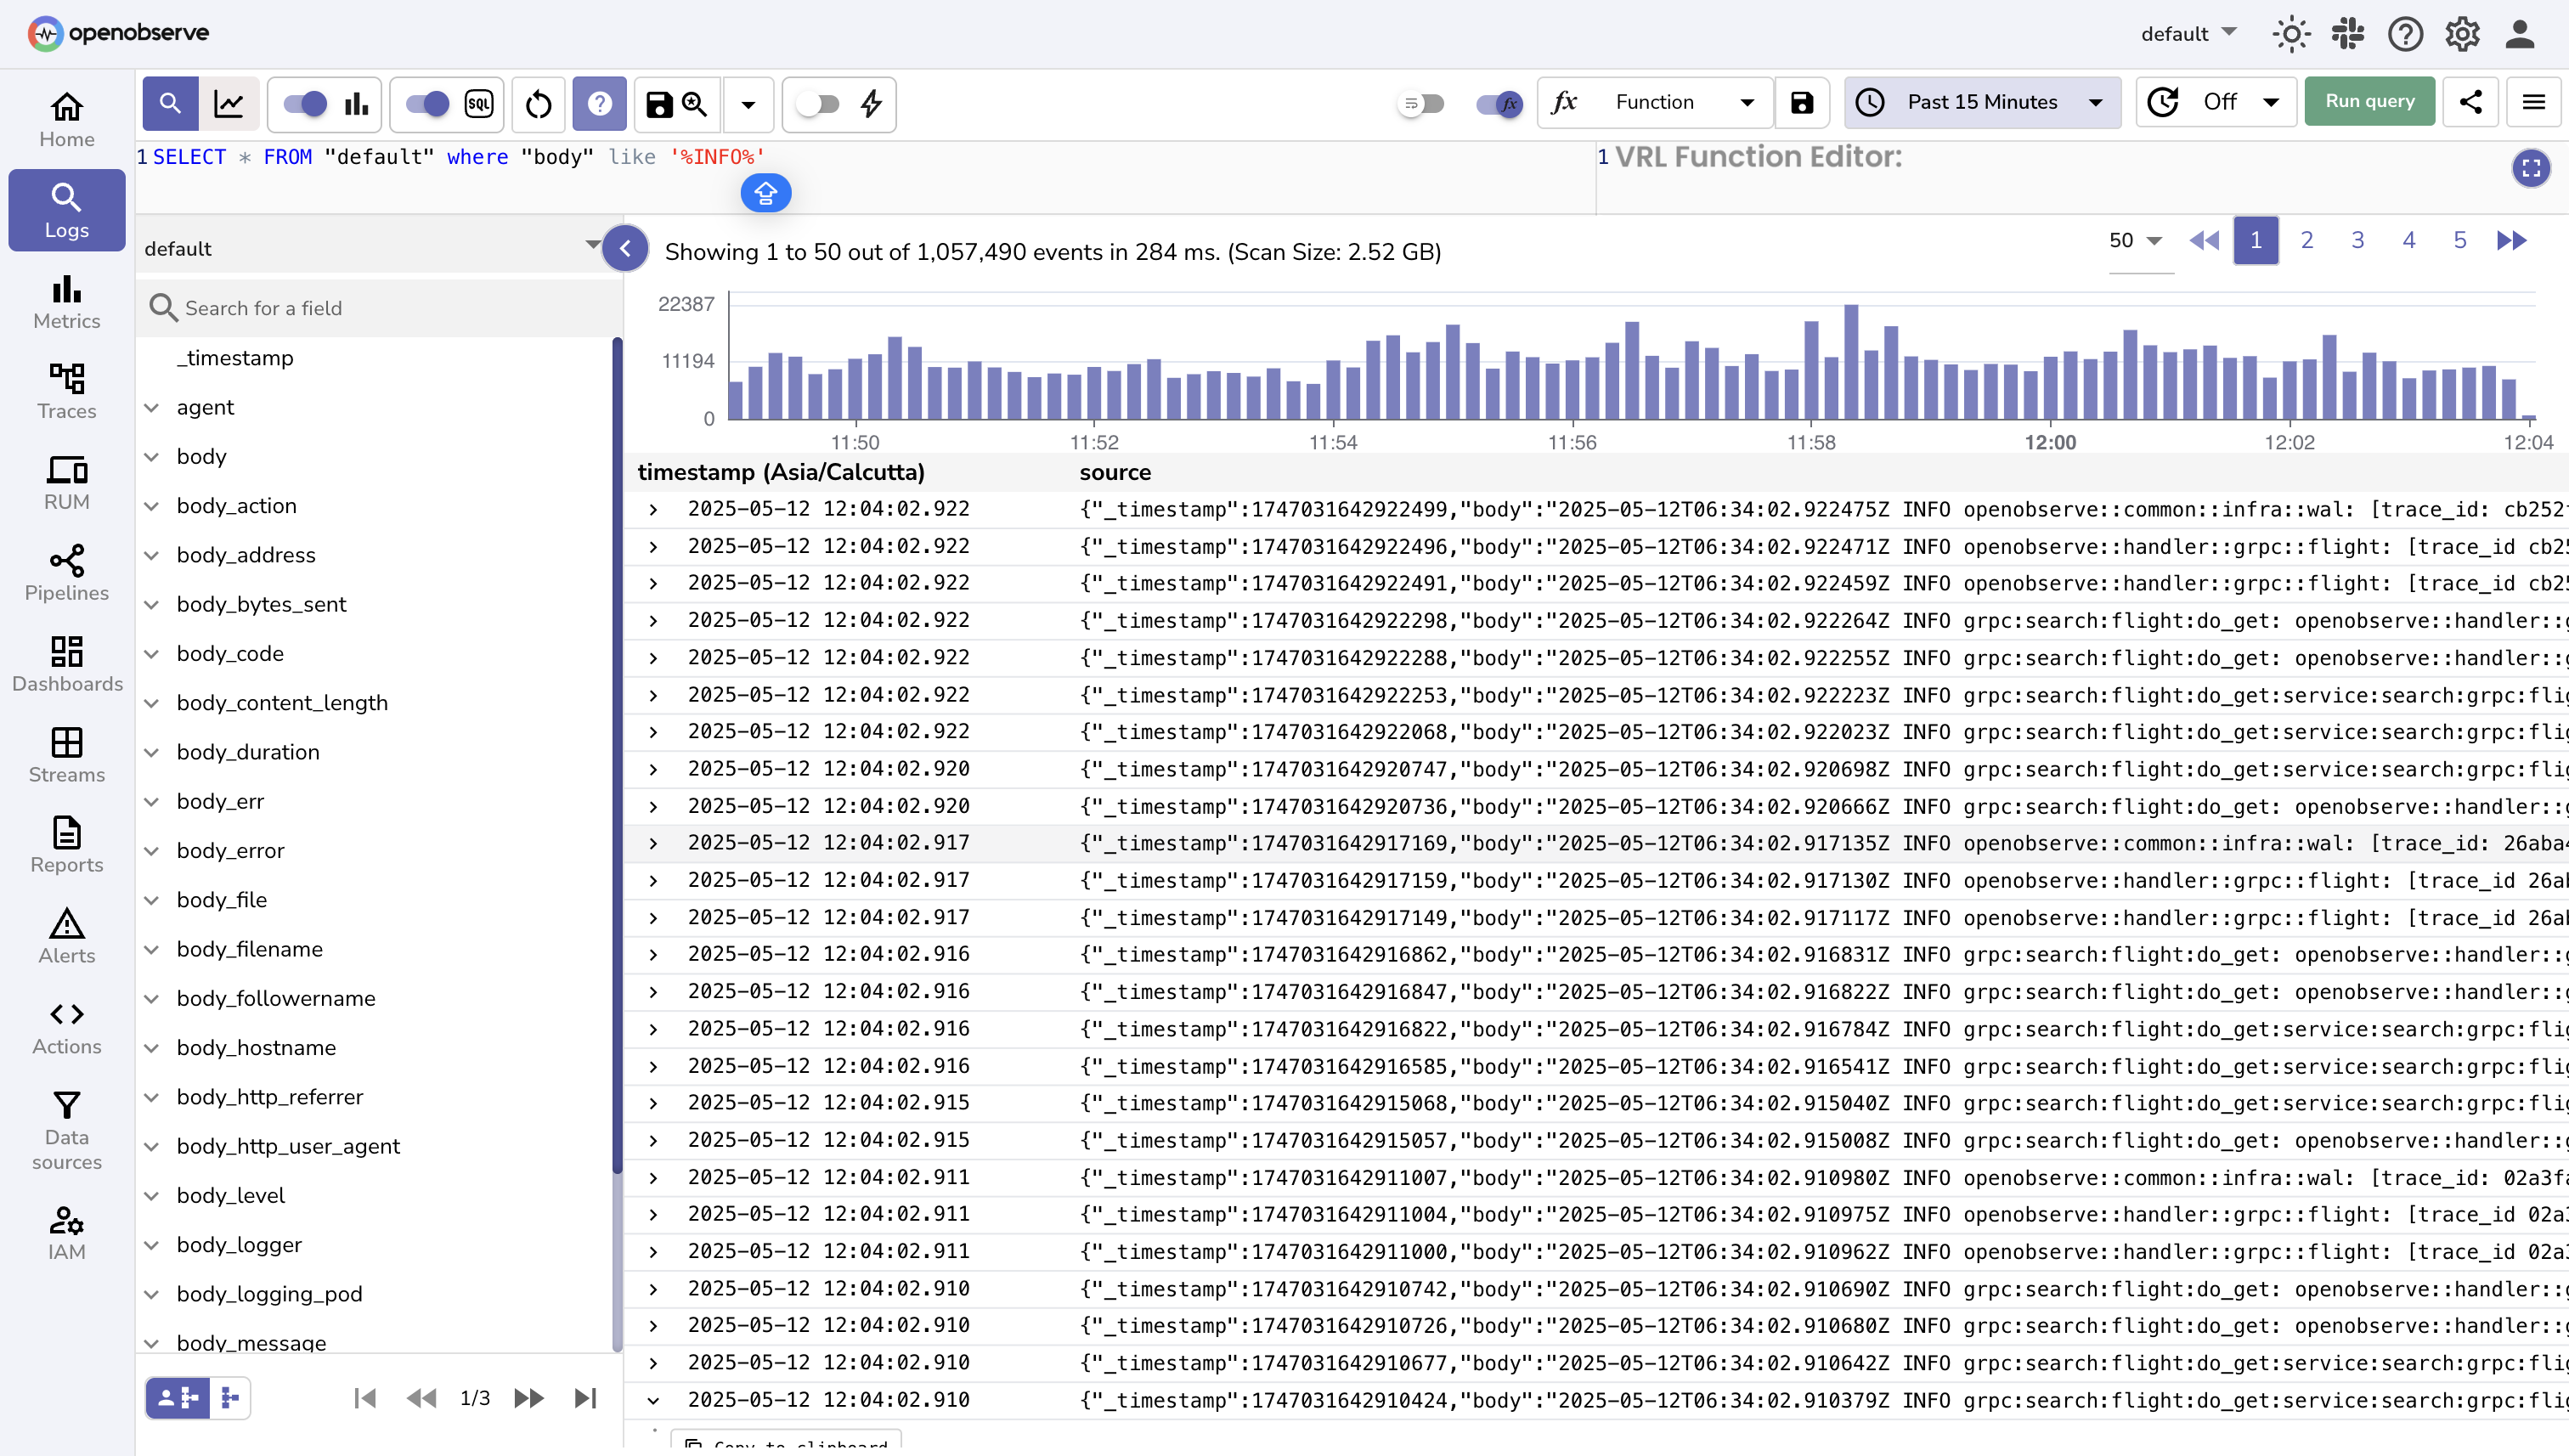 openobserve
default
Home
Logs
Metrics
Traces
RUM
Pipelines
Dashboards
Streams
Reports
Alerts
Actions
Data
sources
IAM
SQL
fx
Function
Past 15 Minutes
Off
Run query
1 SELECT * FROM "default" where "body" like '%INFO%'
1 VRL Function Editor:
default
Search for a field
_timestamp
agent
body
body_action
body_address
body_bytes_sent
body_code
body_content_length
body_duration
body_err
body_error
body_file
body_filename
body_followername
body_hostname
body_http_referrer
body_http_user_agent
body_level
body_logger
body_logging_pod
body_message
1/3
Showing 1 to 50 out of 1,057,490 events in 284 ms. (Scan Size: 2.52 GB)
50 1 2 3 4 5
22387
11194
0
11:50 11:52 11:54 11:56 11:58 12:00 12:02 12:04
timestamp (Asia/Calcutta) source
2025-05-12 12:04:02.922 {"_timestamp":1747031642922499,"body":"2025-05-12T06:34:02.922475Z INFO openobserve::common::infra::wal: [trace_id: cb252
2025-05-12 12:04:02.922 {"_timestamp":1747031642922496,"body":"2025-05-12T06:34:02.922471Z INFO openobserve::handler::grpc::flight: [trace_id cb25
2025-05-12 12:04:02.922 {"_timestamp":1747031642922491,"body":"2025-05-12T06:34:02.922459Z INFO openobserve::handler::grpc::flight: [trace_id cb25
2025-05-12 12:04:02.922 {"_timestamp":1747031642922298,"body":"2025-05-12T06:34:02.922264Z INFO grpc:search:flight:do_get: openobserve::handler::g
2025-05-12 12:04:02.922 {"_timestamp":1747031642922288,"body":"2025-05-12T06:34:02.922255Z INFO grpc:search:flight:do_get: openobserve::handler::g
2025-05-12 12:04:02.922 {"_timestamp":1747031642922253,"body":"2025-05-12T06:34:02.922223Z INFO grpc:search:flight:do_get:service:search:grpc:flig
2025-05-12 12:04:02.922 {"_timestamp":1747031642922068,"body":"2025-05-12T06:34:02.922023Z INFO grpc:search:flight:do_get:service:search:grpc:flig
2025-05-12 12:04:02.920 {"_timestamp":1747031642920747,"body":"2025-05-12T06:34:02.920698Z INFO grpc:search:flight:do_get:service:search:grpc:flig
2025-05-12 12:04:02.920 {"_timestamp":1747031642920736,"body":"2025-05-12T06:34:02.920666Z INFO grpc:search:flight:do_get: openobserve::handler::g
2025-05-12 12:04:02.917 {"_timestamp":1747031642917169,"body":"2025-05-12T06:34:02.917135Z INFO openobserve::common::infra::wal: [trace_id: 26aba4
2025-05-12 12:04:02.917 {"_timestamp":1747031642917159,"body":"2025-05-12T06:34:02.917130Z INFO openobserve::handler::grpc::flight: [trace_id 26ab
2025-05-12 12:04:02.917 {"_timestamp":1747031642917149,"body":"2025-05-12T06:34:02.917117Z INFO openobserve::handler::grpc::flight: [trace_id 26ab
2025-05-12 12:04:02.916 {"_timestamp":1747031642916862,"body":"2025-05-12T06:34:02.916831Z INFO grpc:search:flight:do_get: openobserve::handler::g
2025-05-12 12:04:02.916 {"_timestamp":1747031642916847,"body":"2025-05-12T06:34:02.916822Z INFO grpc:search:flight:do_get: openobserve::handler::g
2025-05-12 12:04:02.916 {"_timestamp":1747031642916822,"body":"2025-05-12T06:34:02.916784Z INFO grpc:search:flight:do_get:service:search:grpc:flig
2025-05-12 12:04:02.916 {"_timestamp":1747031642916585,"body":"2025-05-12T06:34:02.916541Z INFO grpc:search:flight:do_get:service:search:grpc:flig
2025-05-12 12:04:02.915 {"_timestamp":1747031642915068,"body":"2025-05-12T06:34:02.915040Z INFO grpc:search:flight:do_get:service:search:grpc:flig
2025-05-12 12:04:02.915 {"_timestamp":1747031642915057,"body":"2025-05-12T06:34:02.915008Z INFO grpc:search:flight:do_get: openobserve::handler::g
2025-05-12 12:04:02.911 {"_timestamp":1747031642911007,"body":"2025-05-12T06:34:02.910980Z INFO openobserve::common::infra::wal: [trace_id: 02a3fa
2025-05-12 12:04:02.911 {"_timestamp":1747031642911004,"body":"2025-05-12T06:34:02.910975Z INFO openobserve::handler::grpc::flight: [trace_id 02a3
2025-05-12 12:04:02.911 {"_timestamp":1747031642911000,"body":"2025-05-12T06:34:02.910962Z INFO openobserve::handler::grpc::flight: [trace_id 02a3
2025-05-12 12:04:02.910 {"_timestamp":1747031642910742,"body":"2025-05-12T06:34:02.910690Z INFO grpc:search:flight:do_get: openobserve::handler::g
2025-05-12 12:04:02.910 {"_timestamp":1747031642910726,"body":"2025-05-12T06:34:02.910680Z INFO grpc:search:flight:do_get: openobserve::handler::g
2025-05-12 12:04:02.910 {"_timestamp":1747031642910677,"body":"2025-05-12T06:34:02.910642Z INFO grpc:search:flight:do_get:service:search:grpc:flig
2025-05-12 12:04:02.910 {"_timestamp":1747031642910424,"body":"2025-05-12T06:34:02.910379Z INFO grpc:search:flight:do_get:service:search:grpc:flig
Copy to clipboard